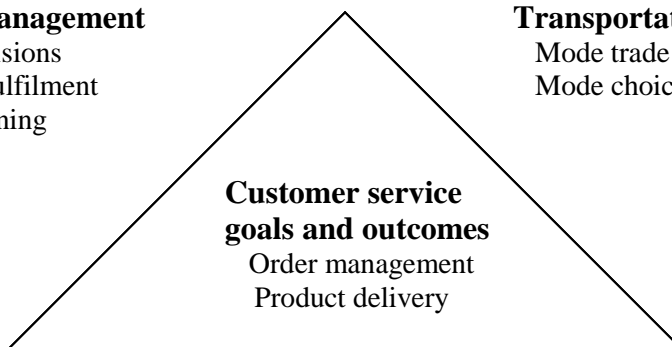 anagement
sions
ulfilment
ning
Transportat
Mode trade
Mode choic
Customer service
goals and outcomes
Order management
Product delivery